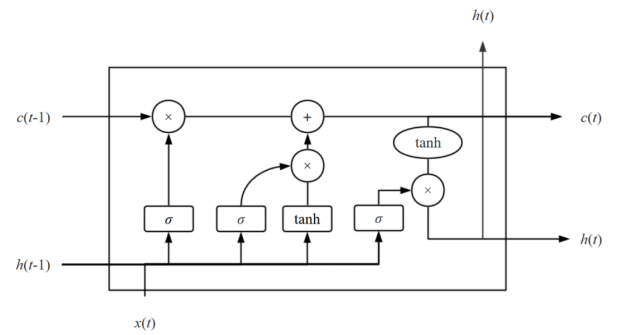 h(t)
c(t-1)
×
+
c(t)
tanh
×
×
σ
σ
tanh
σ
h(t-1)
h(t)
x(t)